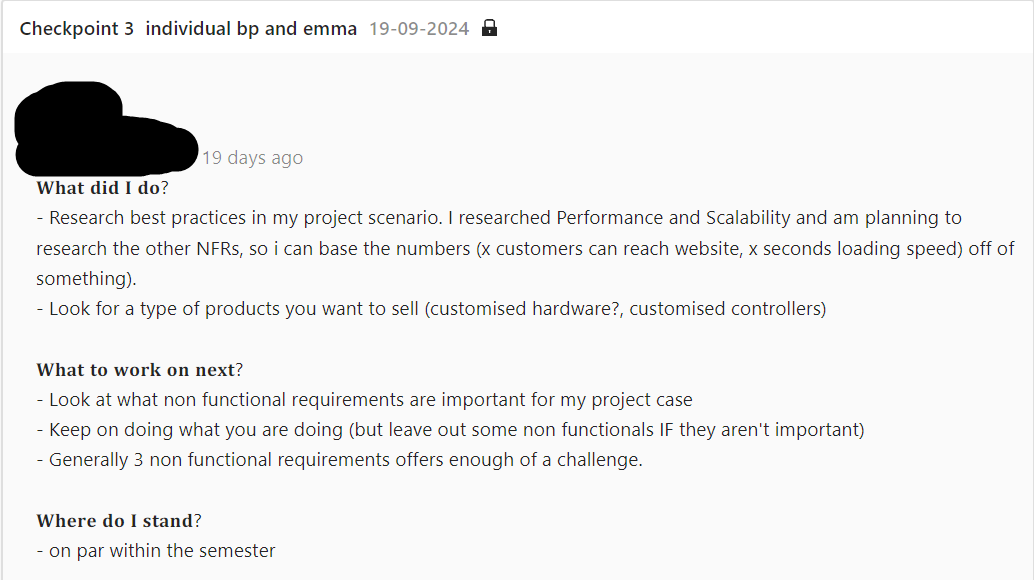 Checkpoint 3 individual bp and emma 19-09-2024
19 days ago
What did I do?
- Research best practices in my project scenario. I researched Performance and Scalability and am planning to
research the other NFRs, so i can base the numbers (x customers can reach website, x seconds loading speed) off of
something).
- Look for a type of products you want to sell (customised hardware?, customised controllers)
What to work on next?
- Look at what non functional requirements are important for my project case
- Keep on doing what you are doing (but leave out some non functionals IF they aren't important)
- Generally 3 non functional requirements offers enough of a challenge.
Where do I stand?
- on par within the semester